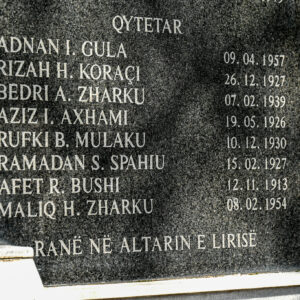 QYTETAR
ADNAN I. GULA 09. 04. 1957
RIZAH H. KORAÇI 26. 12. 1927
BEDRI A. ZHARKU 07. 02. 1939
AZIZ I. AXHAMI 19. 05. 1926
RUFKI B. MULAKU 10. 12. 1930
RAMADAN S. SPAHIU 15. 02. 1927
AFET R. BUSHI 12. 11. 1913
MALIQ H. ZHARKU 08. 02. 1954
RANË NË ALTARIN E LIRISË